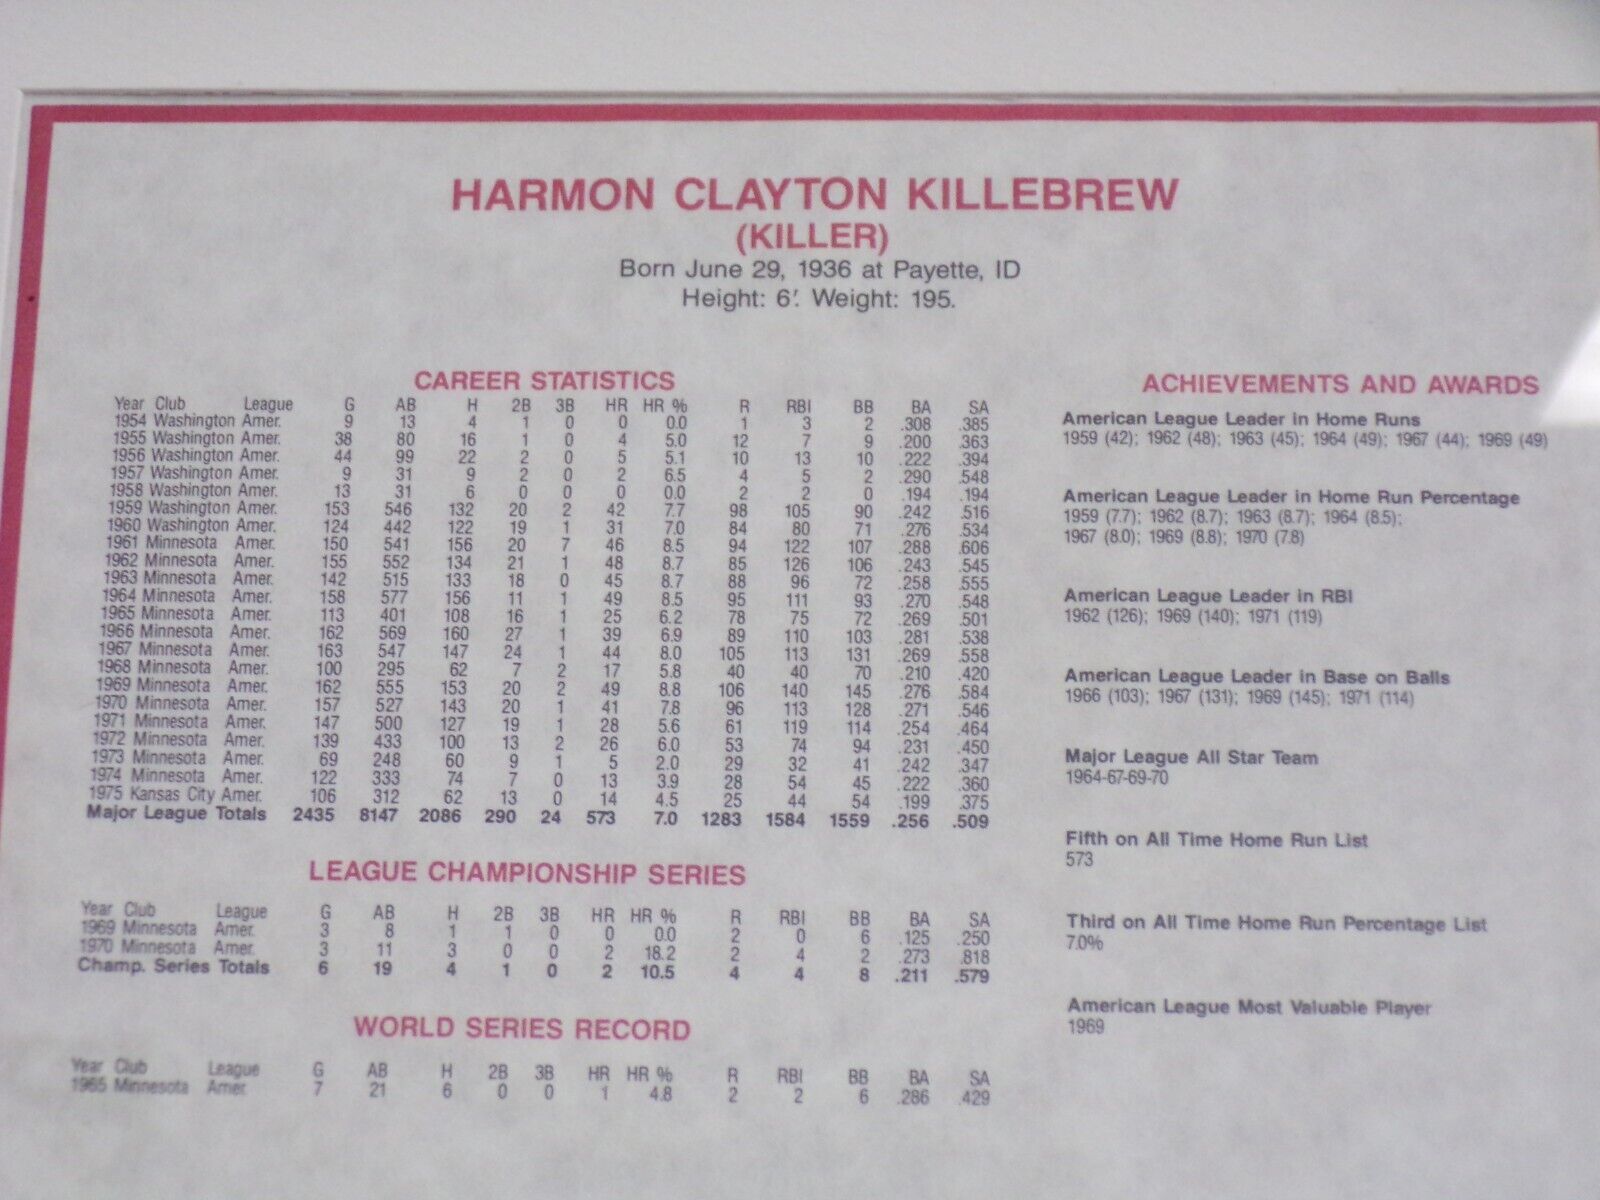 HARMON CLAYTON KILLEBREW
(KILLER)
Born June 29, 1936 at Payette, ID
Height: 6'. Weight: 195.
CAREER STATISTICS
Year Club League G AB H 2B 3B HR HR % R RBI BB BA SA
1954 Washington Amer. 9 13 4 1 0 0 0.0 1 3 2 .308 .385
1955 Washington Amer. 38 80 16 1 0 4 5.0 12 7 9 .200 .363
1956 Washington Amer. 44 99 22 2 0 5 5.1 10 13 10 .222 .394
1957 Washington Amer. 9 31 9 2 0 2 6.5 4 5 2 .290 .548
1958 Washington Amer. 13 31 6 0 0 0 0.0 2 2 0 .194 .194
1959 Washington Amer. 153 546 132 20 2 42 7.7 98 105 90 .242 .516
1960 Washington Amer. 124 442 122 19 1 31 7.0 84 80 71 .276 .534
1961 Minnesota Amer. 150 541 156 20 7 46 8.5 94 122 107 .288 .606
1962 Minnesota Amer. 155 552 134 21 1 48 8.7 85 126 106 .243 .545
1963 Minnesota Amer. 142 515 133 18 0 45 8.7 88 96 72 .258 .555
1964 Minnesota Amer. 158 577 156 11 1 49 8.5 95 111 93 .270 .548
1965 Minnesota Amer. 113 401 108 16 1 25 6.2 78 75 72 .269 .501
1966 Minnesota Amer. 162 569 160 27 1 39 6.9 89 110 103 .281 .538
1967 Minnesota Amer. 163 547 147 24 1 44 8.0 105 113 131 .269 .558
1968 Minnesota Amer. 100 295 62 7 2 17 5.8 40 40 70 .210 .420
1969 Minnesota Amer. 162 555 153 20 2 49 8.8 106 140 145 .276 .584
1970 Minnesota Amer. 157 527 143 20 1 41 7.8 96 113 128 .271 .546
1971 Minnesota Amer. 147 500 127 19 1 28 5.6 61 119 114 .254 .464
1972 Minnesota Amer. 139 433 100 13 2 26 6.0 53 74 94 .231 .450
1973 Minnesota Amer. 69 248 60 9 1 5 2.0 29 32 41 .242 .347
1974 Minnesota Amer. 122 333 74 7 0 13 3.9 28 54 45 .222 .360
1975 Kansas City Amer. 106 312 62 13 0 14 4.5 25 44 54 .199 .375
Major League Totals 2435 8147 2086 290 24 573 7.0 1283 1584 1559 .256 .509
LEAGUE CHAMPIONSHIP SERIES
Year Club League G AB H 2B 3B HR HR % R RBI BB BA SA
1969 Minnesota Amer. 3 8 1 1 0 0 0.0 2 0 6 .125 .250
1970 Minnesota Amer. 3 11 3 0 0 2 18.2 2 4 2 .273 .818
Champ. Series Totals 6 19 4 1 0 2 10.5 4 4 8 .211 .579
WORLD SERIES RECORD
Year Club League G AB H 2B 3B HR HR % R RBI BB BA SA
1965 Minnesota Amer. 7 21 6 0 0 1 4.8 2 2 6 .286 .429
ACHIEVEMENTS AND AWARDS
American League Leader in Home Runs
1959 (42); 1962 (48); 1963 (45); 1964 (49); 1967 (44); 1969 (49)
American League Leader in Home Run Percentage
1959 (7.7); 1962 (8.7); 1963 (8.7); 1964 (8.5);
1967 (8.0); 1969 (8.8); 1970 (7.8)
American League Leader in RBI
1962 (126); 1969 (140); 1971 (119)
American League Leader in Base on Balls
1966 (103); 1967 (131); 1969 (145); 1971 (114)
Major League All Star Team
1964-67-69-70
Fifth on All Time Home Run List
573
Third on All Time Home Run Percentage List
7.0%
American League Most Valuable Player
1969